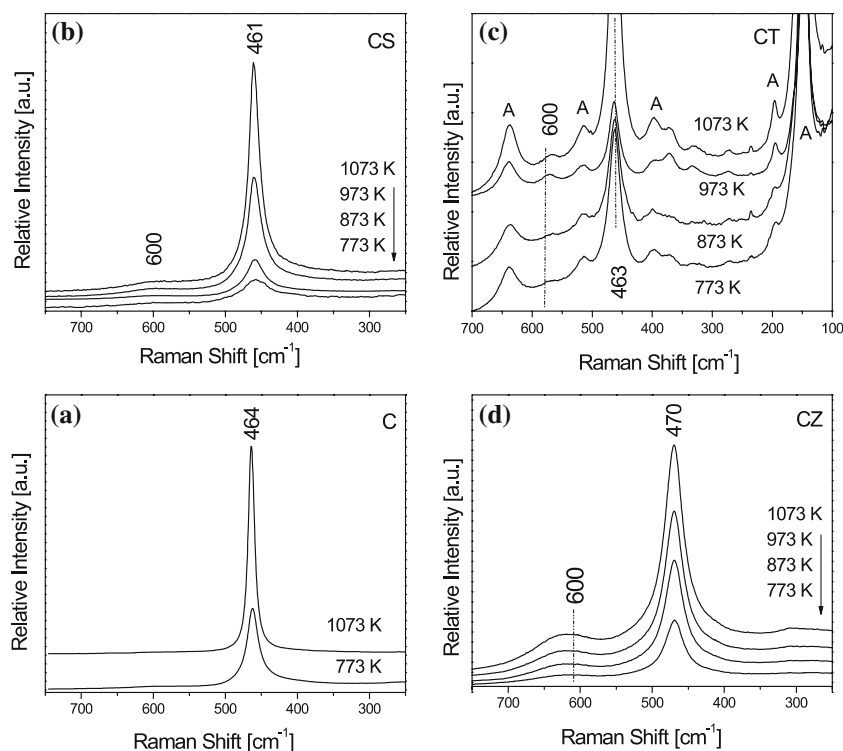 (b)
CS
461
600
1073 K
973 K
873 K
773 K
Relative Intensity [a.u.]
700 600 500 400 300
Raman Shift [cm-1]
(c)
CT
A
600
A
A
A
A
1073 K
973 K
873 K
773 K
463
Relative Intensity [a.u.]
700 600 500 400 300 200 100
Raman Shift [cm-1]
(a)
C
464
1073 K
773 K
Relative Intensity [a.u.]
700 600 500 400 300
Raman Shift [cm-1]
(d)
CZ
470
600
1073 K
973 K
873 K
773 K
Relative Intensity [a.u.]
700 600 500 400 300
Raman Shift [cm-1]